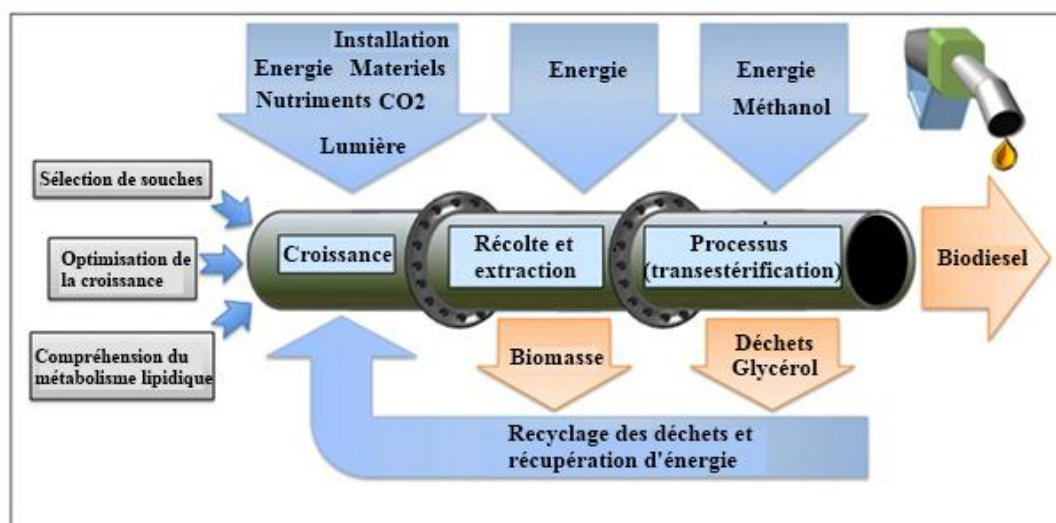 Installation
Energie Materiels
Nutriments CO2
Lumière
Energie
Energie
Méthanol
Sélection de souches
Optimisation de
la croissance
Compréhension du
métabolisme lipidique
Croissance
Récolte et
extraction
Processus
(transestérification)
Biodiesel
Biomasse
Déchets
Glycérol
Recyclage des déchets et
récupération d'énergie